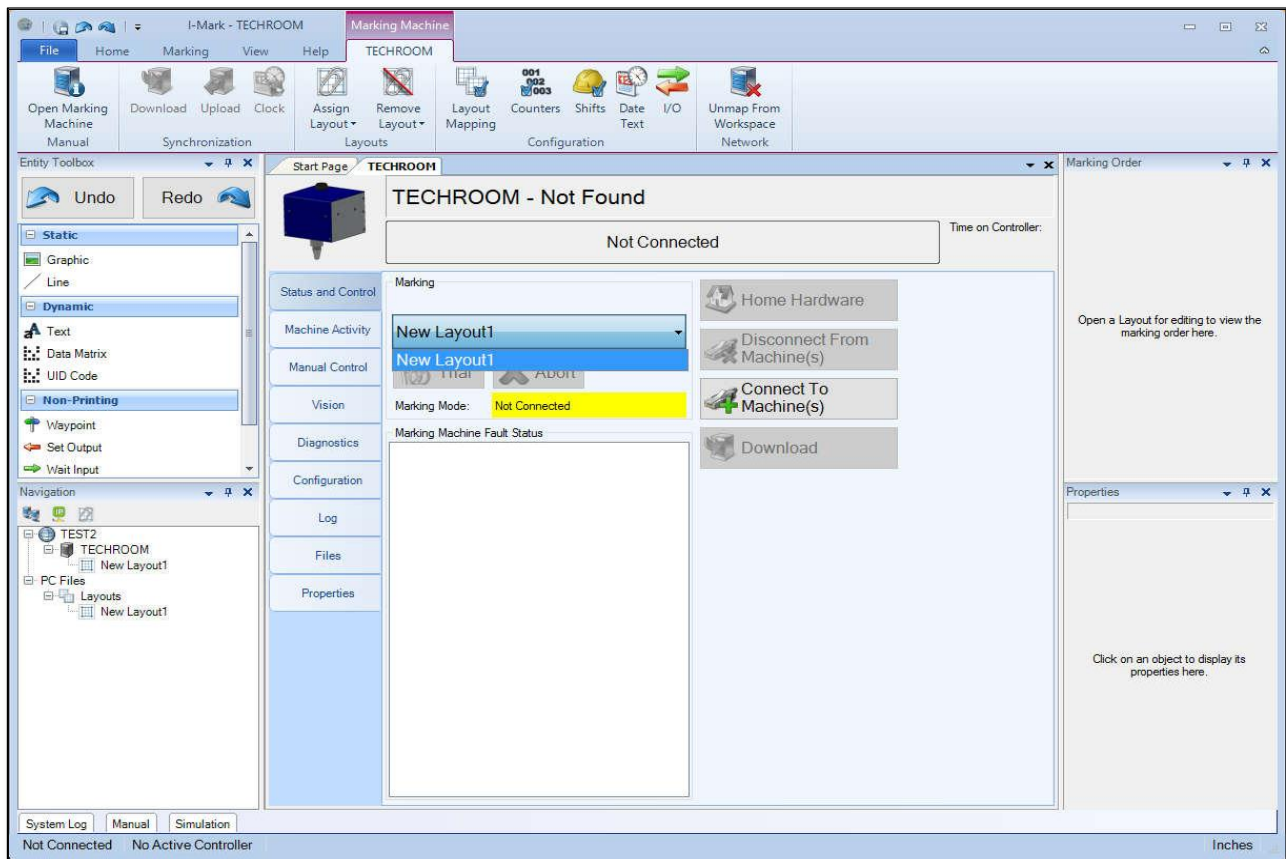 I-Mark - TECHROOM
Marking Machine
File Home Marking View Help TECHROOM
Open Marking Machine
Download Upload Clock
Assign Layout
Remove Layout
Layout Mapping
001
002
003
Counters Shifts
Date Text
I/O
Unmap From Workspace
Manual Synchronization Layouts Configuration Network
Entity Toolbox
Undo Redo
Static
Graphic
Line
Dynamic
Text
Data Matrix
UID Code
Non-Printing
Waypoint
Set Output
Wait Input
Navigation
TEST2
TECHROOM
New Layout1
PC Files
Layouts
New Layout1
Start Page TECHROOM
TECHROOM - Not Found
Not Connected
Time on Controller:
Status and Control
Machine Activity
Manual Control
Vision
Diagnostics
Configuration
Log
Files
Properties
Marking
New Layout1
New Layout1
Trial Abort
Marking Mode: Not Connected
Marking Machine Fault Status
Home Hardware
Disconnect From
Machine(s)
Connect To
Machine(s)
Download
Marking Order
Open a Layout for editing to view the
marking order here.
Properties
Click on an object to display its
properties here.
System Log Manual Simulation
Not Connected No Active Controller Inches